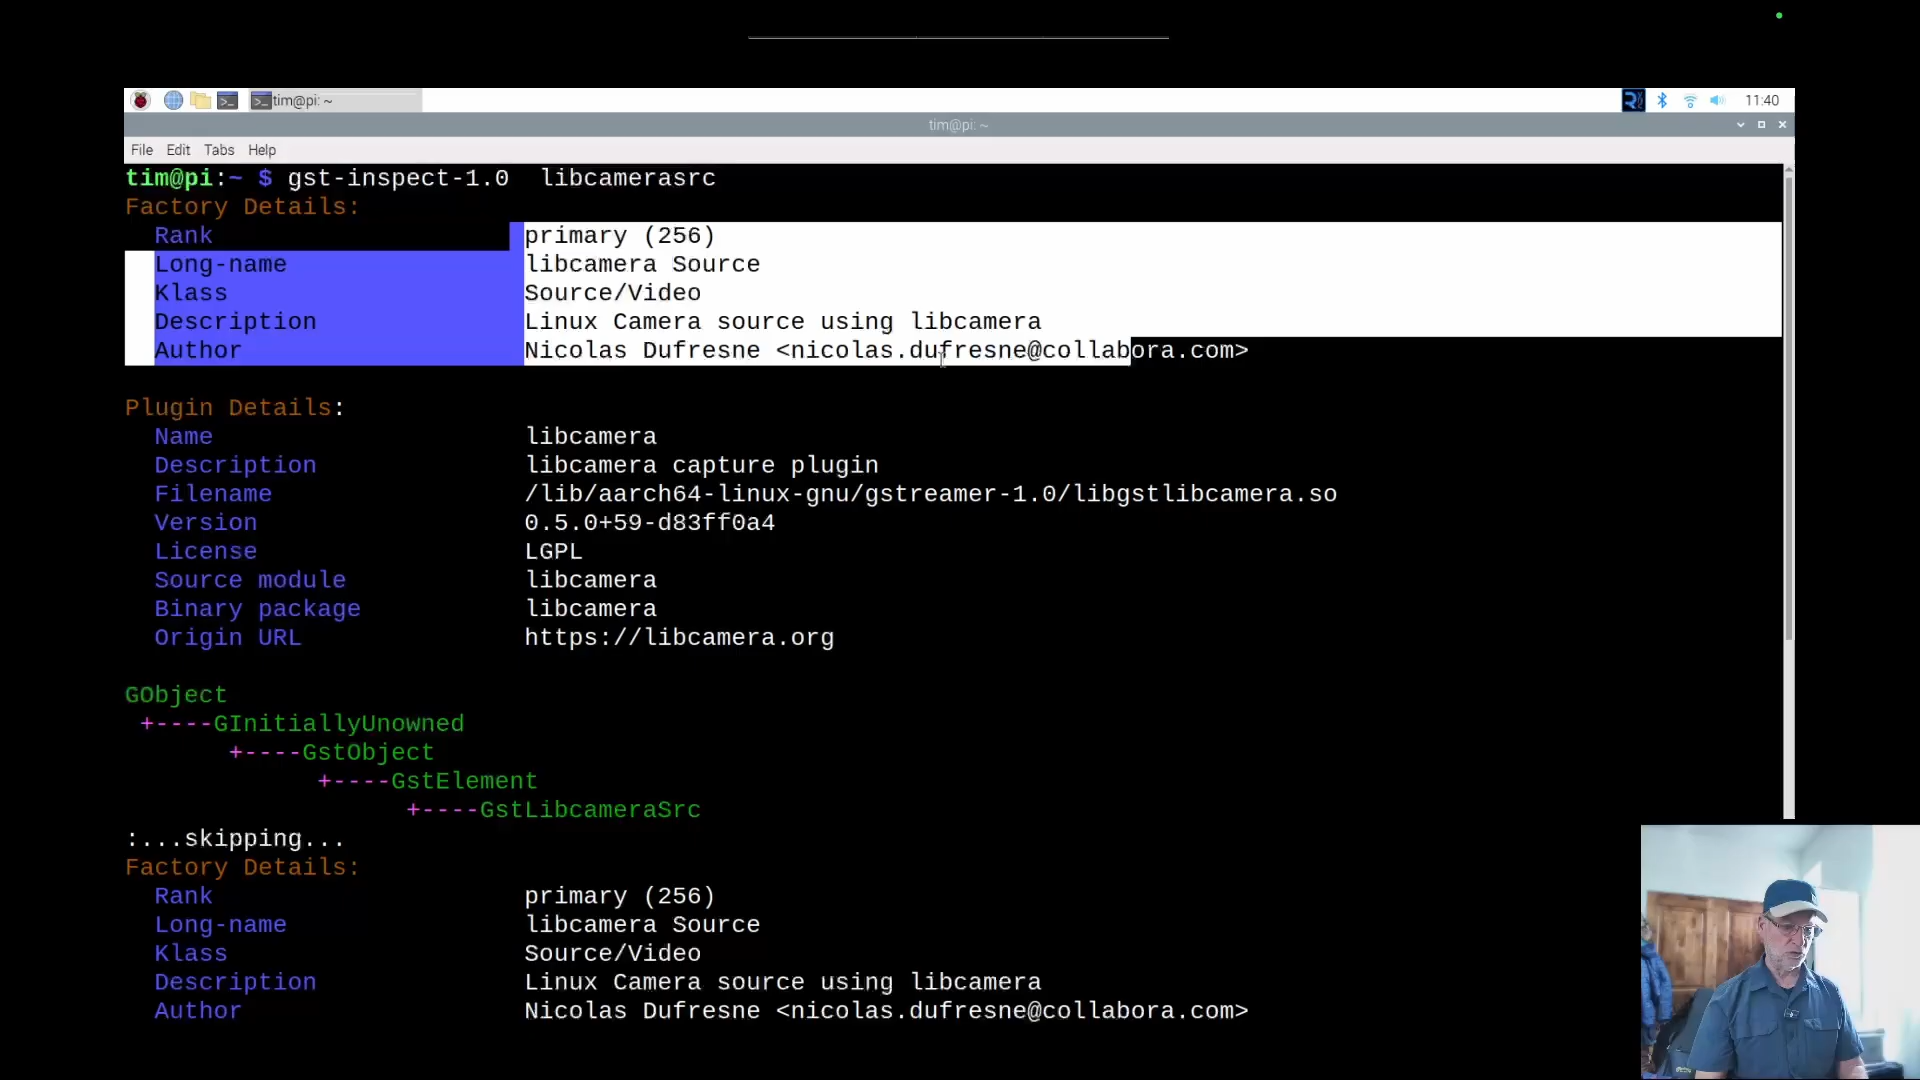 tim@pi: ~
11:40
tim@pi: ~
File Edit Tabs Help
tim@pi:~ $ gst-inspect-1.0  libcamerasrc
Factory Details:
Rank primary (256)
Long-name libcamera Source
Klass Source/Video
Description Linux Camera source using libcamera
Author Nicolas Dufresne <nicolas.dufresne@collabora.com>
Plugin Details:
Name libcamera
Description libcamera capture plugin
Filename /lib/aarch64-linux-gnu/gstreamer-1.0/libgstlibcamera.so
Version 0.5.0+59-d83ff0a4
License LGPL
Source module libcamera
Binary package libcamera
Origin URL https://libcamera.org
GObject
+----GInitiallyUnowned
+----GstObject
+----GstElement
+----GstLibcameraSrc
:...skipping...
Factory Details:
Rank primary (256)
Long-name libcamera Source
Klass Source/Video
Description Linux Camera source using libcamera
Author Nicolas Dufresne <nicolas.dufresne@collabora.com>